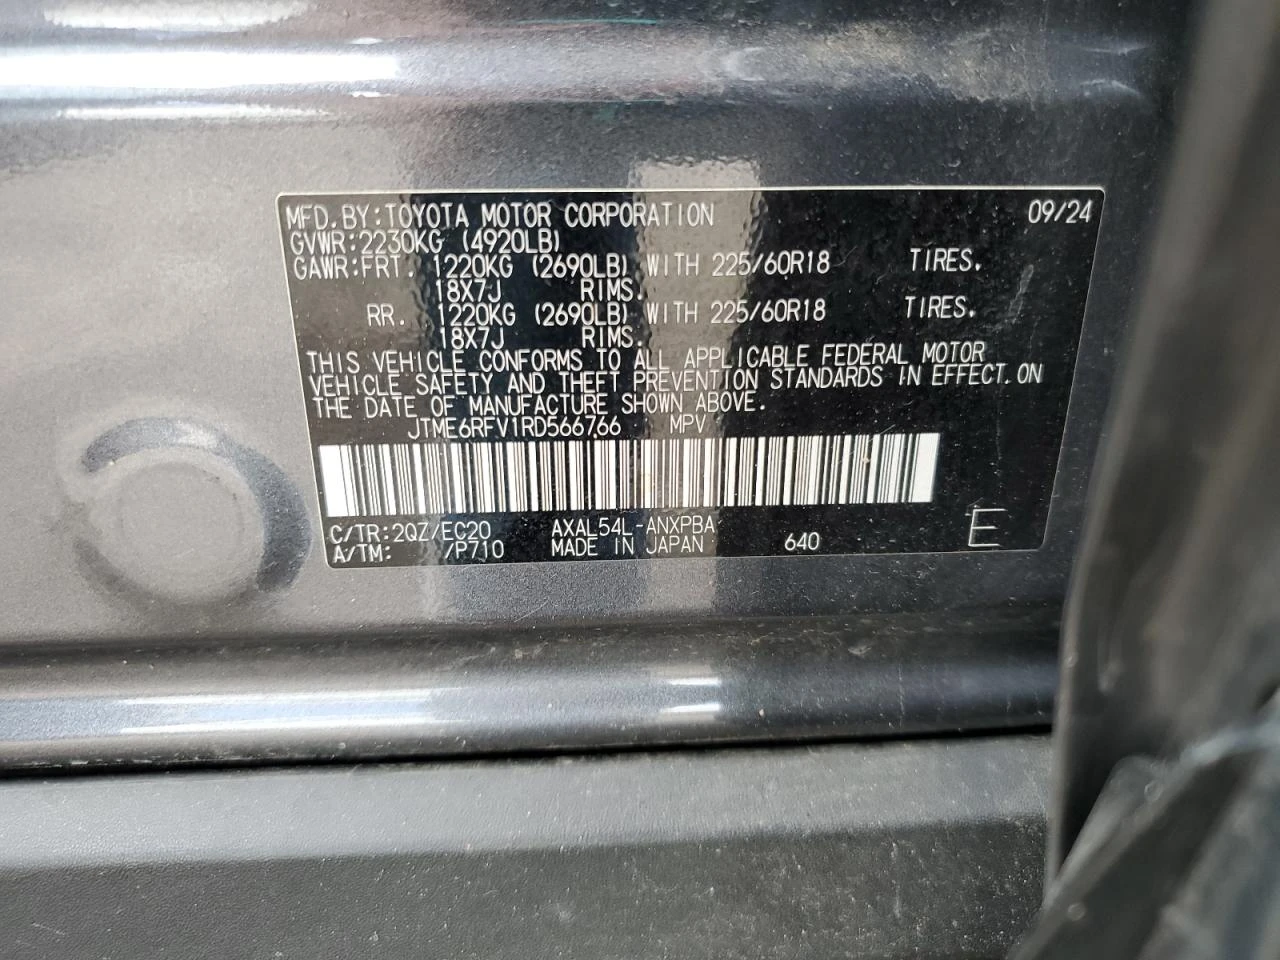 MFD.BY:TOYOTA MOTOR CORPORATION 09/24
GVWR:2230KG (4920LB)
GAWR:FRT. 1220KG (2690LB) WITH 225/60R18 TIRES.
18X7J RIMS.
RR. 1220KG (2690LB) WITH 225/60R18 TIRES.
18X7J RIMS.
THIS VEHICLE CONFORMS TO ALL APPLICABLE FEDERAL MOTOR
VEHICLE SAFETY AND THEFT PREVENTION STANDARDS IN EFFECT ON
THE DATE OF MANUFACTURE SHOWN ABOVE.
JTME6RFV1RD566766 MPV
C/TR:2QZ/EC20 AXAL54L-ANXPBA
A/TM: /P710 MADE IN JAPAN 640 E